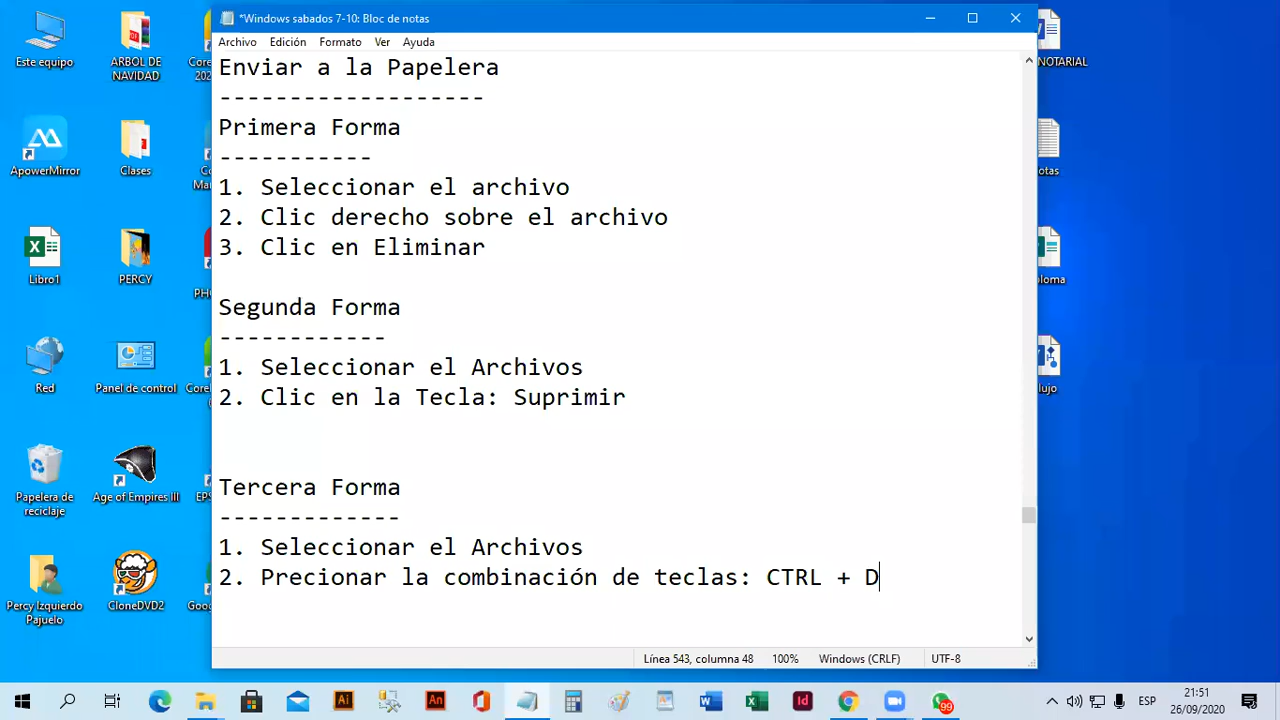 *Windows sabados 7-10: Bloc de notas
Archivo Edición Formato Ver Ayuda
Enviar a la Papelera
-------------------
Primera Forma
-----------
1. Seleccionar el archivo
2. Clic derecho sobre el archivo
3. Clic en Eliminar
Segunda Forma
------------
1. Seleccionar el Archivos
2. Clic en la Tecla: Suprimir
Tercera Forma
-------------
1. Seleccionar el Archivos
2. Precionar la combinación de teclas: CTRL + D
Línea 543, columna 48 100% Windows (CRLF) UTF-8
Este equipo
ARBOL DE
NAVIDAD
ApowerMirror
Clases
Libro1
PERCY
Red
Panel de control
Papelera de
reciclaje
Age of Empires III
Percy Izquierdo
Pajuelo
CloneDVD2
NOTARIAL
ESP
21:51
26/09/2020
99